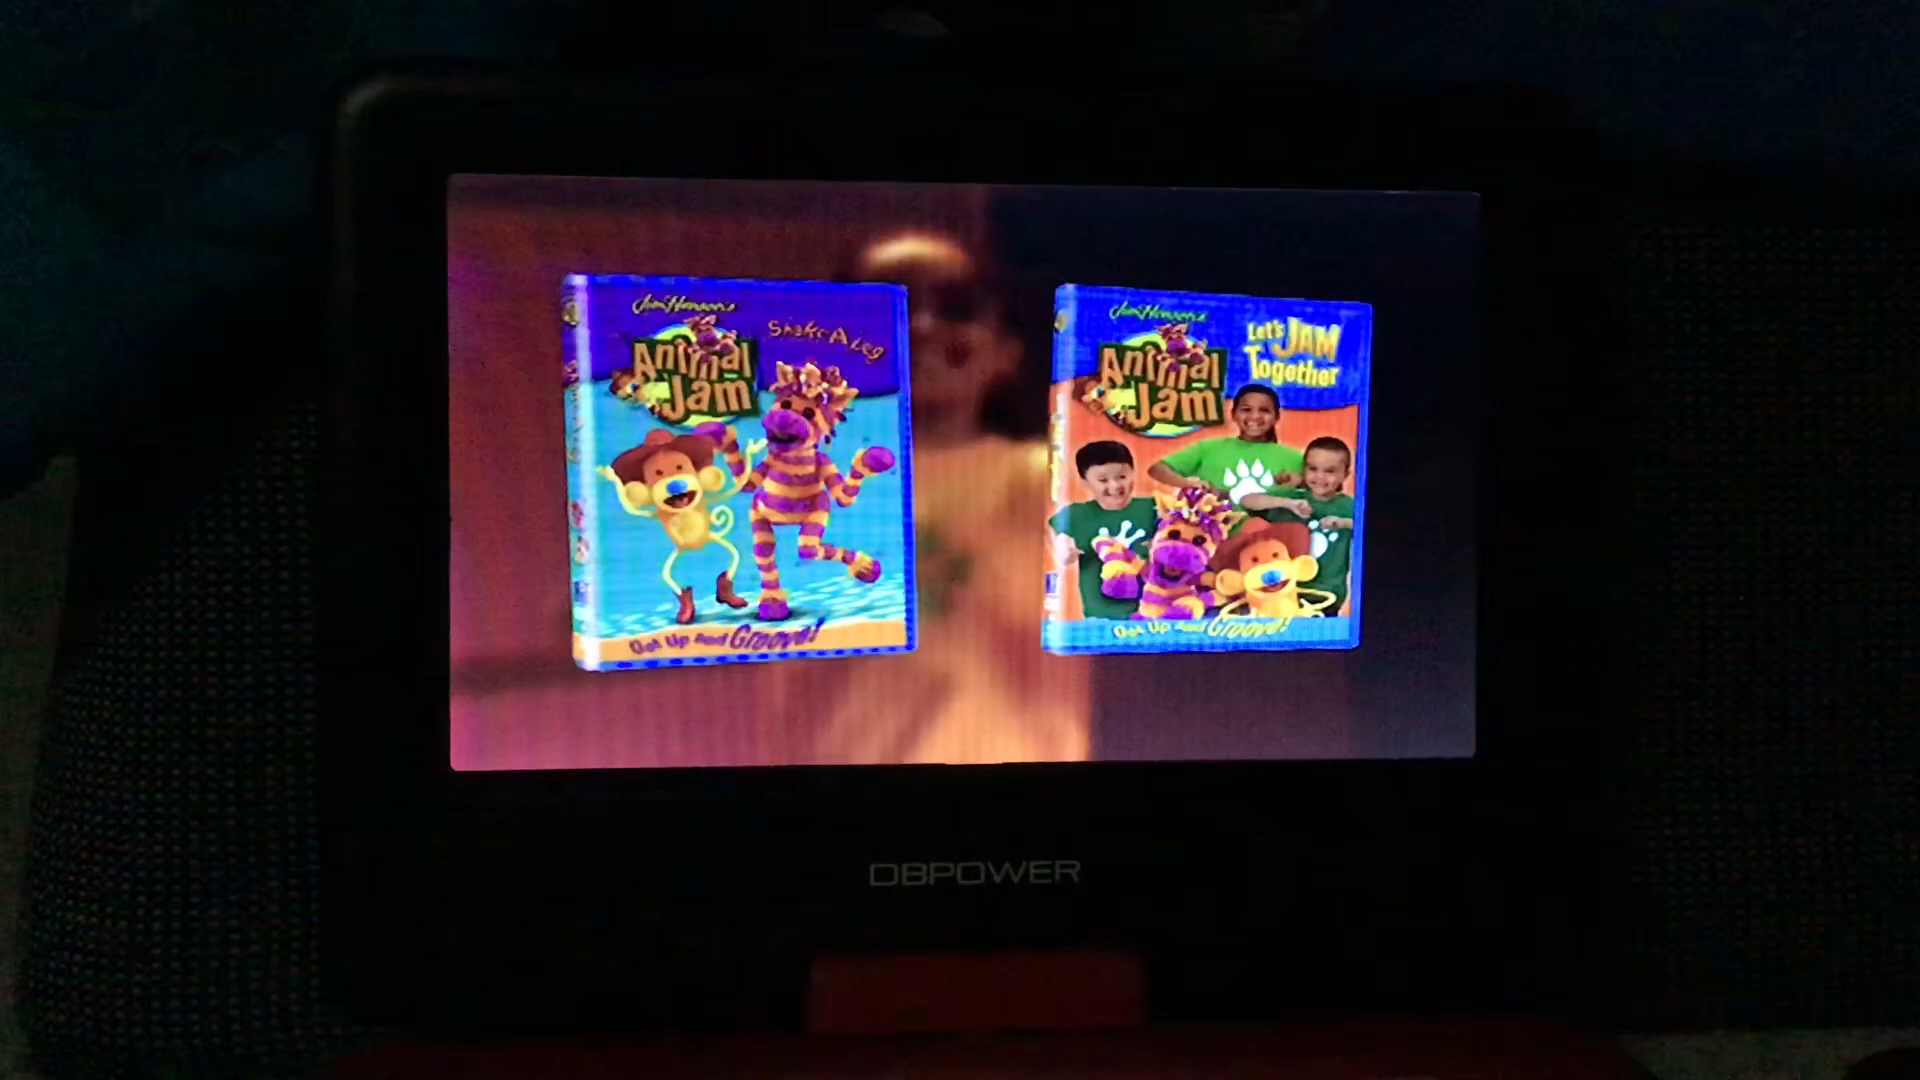 Jim Henson's
Animal
Jam
Shake A Leg
Get Up And Groove!
Jim Henson's
Animal
Jam
Let's JAM
Together
Get Up And Groove!
DBPOWER